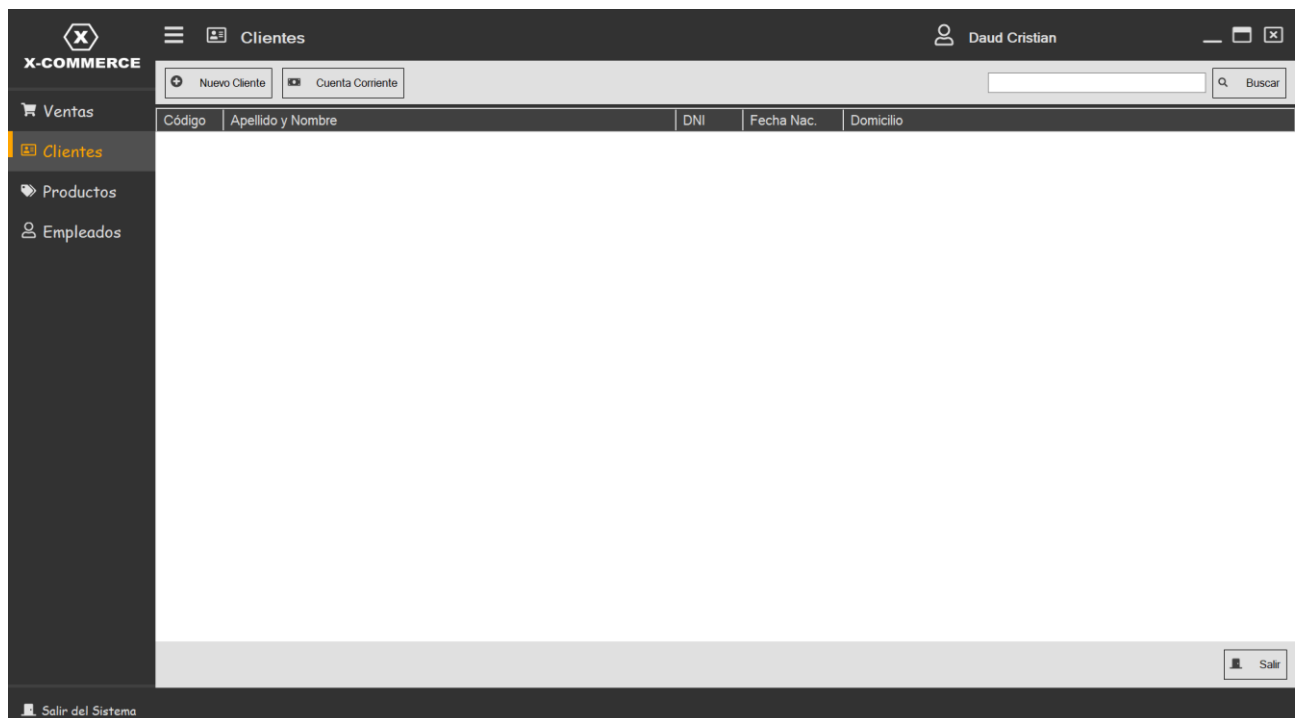 X
X-COMMERCE
Clientes
Daud Cristian
Nuevo Cliente
Cuenta Corriente
Buscar
Ventas
Clientes
Productos
Empleados
Código Apellido y Nombre DNI Fecha Nac. Domicilio
Salir
Salir del Sistema